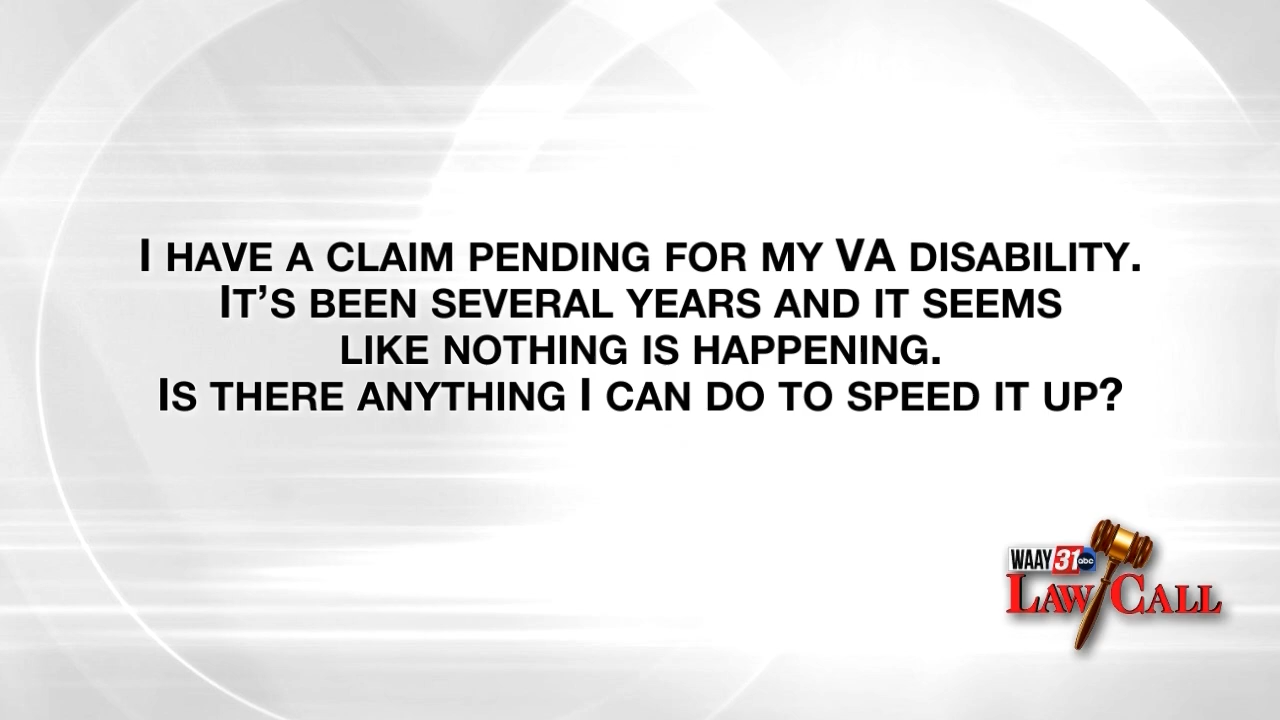 I HAVE A CLAIM PENDING FOR MY VA DISABILITY.
IT’S BEEN SEVERAL YEARS AND IT SEEMS
LIKE NOTHING IS HAPPENING.
IS THERE ANYTHING I CAN DO TO SPEED IT UP?
WAAY 31 abc
LAW CALL